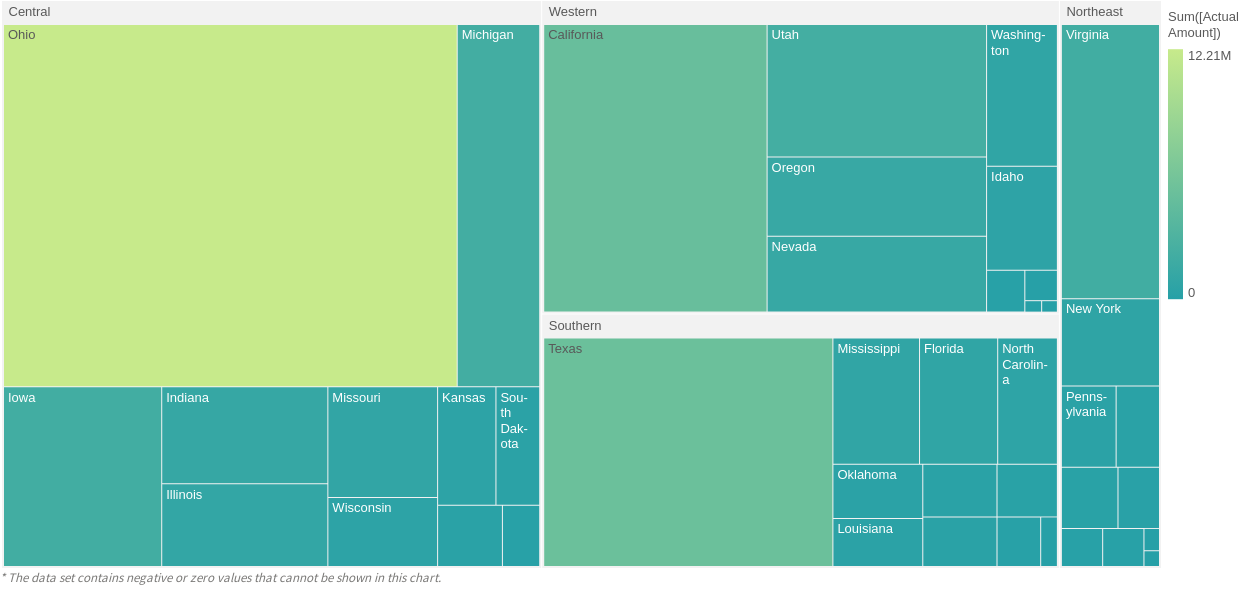 Central
Western
Northeast
Sum([Actual
Amount])
12.21M
0
Ohio
Michigan
Iowa
Indiana
Illinois
Missouri
Wisconsin
Kansas
Sou-
th
Dak-
ota
California
Utah
Oregon
Nevada
Washing-
ton
Idaho
Southern
Texas
Mississippi
Florida
North
Carolin-
a
Oklahoma
Louisiana
Virginia
New York
Penns-
ylvania
* The data set contains negative or zero values that cannot be shown in this chart.